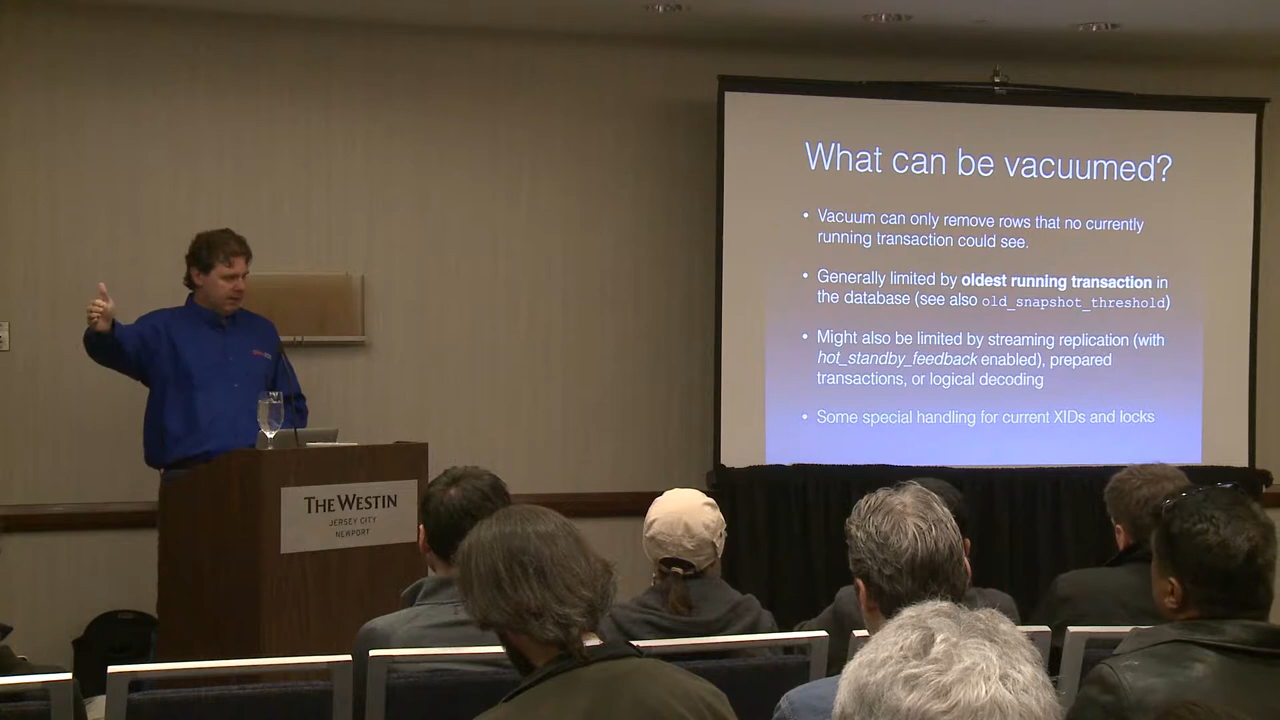 What can be vacuumed?
• Vacuum can only remove rows that no currently
running transaction could see.
• Generally limited by oldest running transaction in
the database (see also old_snapshot_threshold)
• Might also be limited by streaming replication (with
hot_standby_feedback enabled), prepared
transactions, or logical decoding
• Some special handling for current XIDs and locks
THE WESTIN
JERSEY CITY
NEWPORT